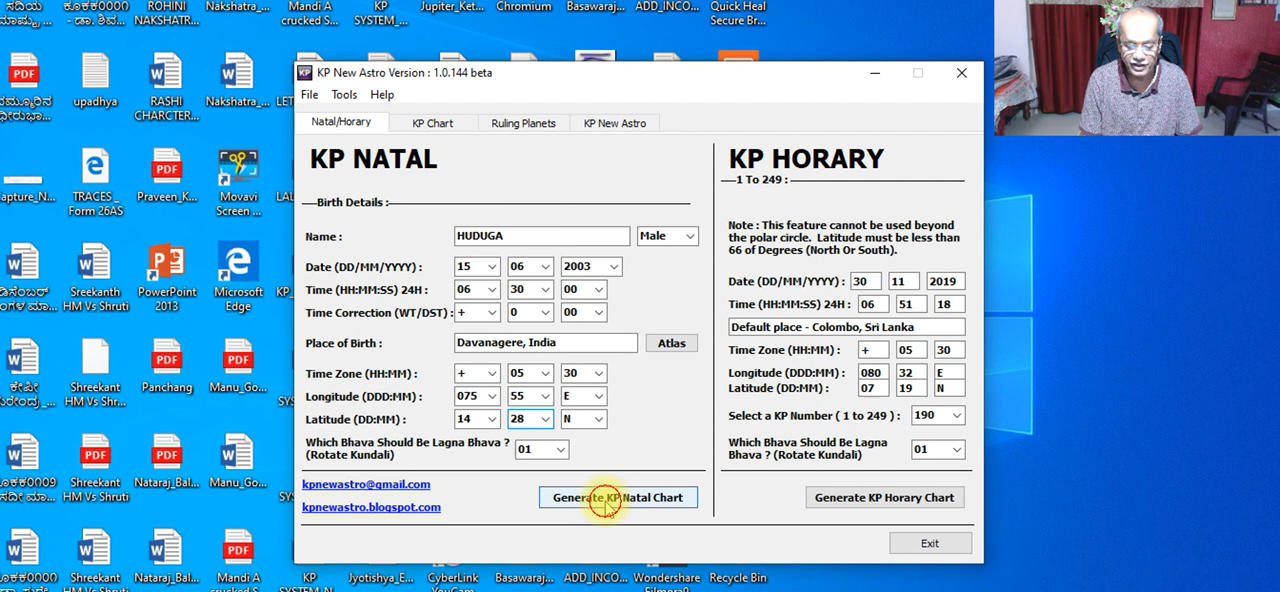 ಸದಿಯ ಮಾಮ್ಮ...
ಕೂಕಕ0000 - ಡಾ. ಶಿವ...
ROHINI NAKSHATR...
Nakshatra_...
Mandi A crucked S...
KP SYSTEM_...
Jupiter_Ket...
Chromium
Basawaraj...
ADD_INCO...
Quick Heal Secure Br...
upadhya
RASHI CHARCTER...
Nakshatra_...
LET
TRACES_ Form 26AS
Praveen_K...
Movavi Screen ...
LAL
Sreekanth HM Vs Shruti
PowerPoint 2013
Microsoft Edge
KP_
Shreekant HM Vs Shr...
Panchang
Manu_Go...
SYS
Shreekant HM Vs Shruti
Nataraj_Bal...
Manu_Go...
Shreekant HM Vs Shruti
Nataraj_Bal...
Mandi A crucked S...
KP SYSTEM_N...
Jyotishya_E...
CyberLink YouCam
Basawaraj...
ADD_INCO...
Wondershare Filmora9
Recycle Bin
KP New Astro Version : 1.0.144 beta
File Tools Help
Natal/Horary KP Chart Ruling Planets KP New Astro
KP NATAL
Birth Details :
Name : HUDUGA Male
Date (DD/MM/YYYY) : 15 06 2003
Time (HH:MM:SS) 24H : 06 30 00
Time Correction (WT/DST) : + 0 00
Place of Birth : Davanagere, India Atlas
Time Zone (HH:MM) : + 05 30
Longitude (DDD:MM) : 075 55 E
Latitude (DD:MM) : 14 28 N
Which Bhava Should Be Lagna Bhava ? 01
(Rotate Kundali)
kpnewastro@gmail.com
Generate KP Natal Chart
kpnewastro.blogspot.com
KP HORARY
1 To 249 :
Note : This feature cannot be used beyond
the polar circle. Latitude must be less than
66 of Degrees (North Or South).
Date (DD/MM/YYYY) : 30 11 2019
Time (HH:MM:SS) 24H : 06 51 18
Default place - Colombo, Sri Lanka
Time Zone (HH:MM) : + 05 30
Longitude (DDD:MM) : 080 32 E
Latitude (DD:MM) : 07 19 N
Select a KP Number ( 1 to 249 ) : 190
Which Bhava Should Be Lagna
Bhava ? (Rotate Kundali) 01
Generate KP Horary Chart
Exit